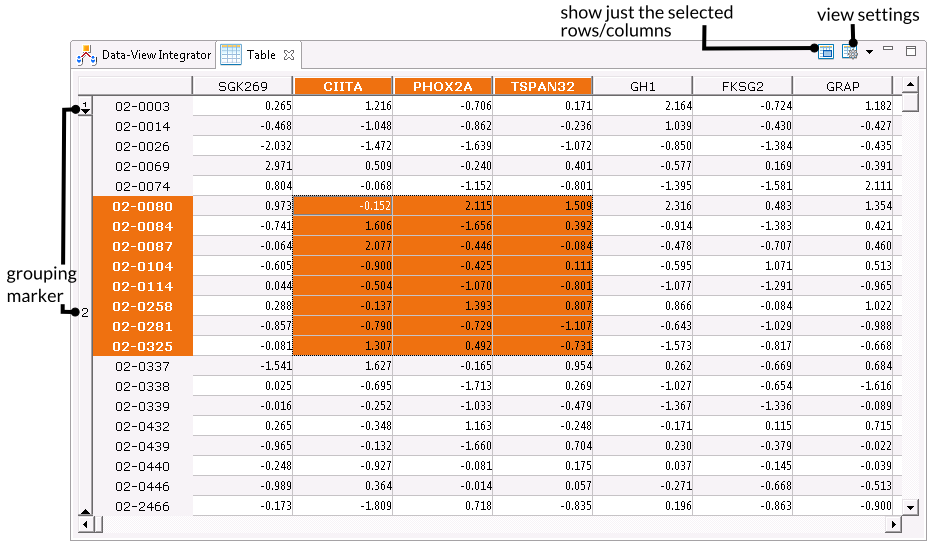 show just the selected
rows/columns
view settings
Data-View Integrator Table
SGK269 CIITA PHOX2A TSPAN32 GH1 FKSG2 GRAP
1 02-0003 0.265 1.216 -0.706 0.171 2.164 -0.724 1.182
02-0014 -0.468 -1.048 -0.862 -0.236 1.039 -0.430 -0.427
02-0026 -2.032 -1.472 -1.639 -1.072 -0.850 -1.384 -0.435
02-0069 2.971 0.509 -0.240 0.401 -0.577 0.169 -0.391
02-0074 0.804 -0.068 -1.152 -0.801 -1.395 -1.581 2.111
02-0080 0.973 -0.152 2.115 1.509 2.316 0.483 1.354
02-0084 -0.741 1.606 -1.656 0.392 -0.914 -1.383 0.421
02-0087 -0.064 2.077 -0.446 -0.084 -0.478 -0.707 0.460
02-0104 -0.605 -0.900 -0.425 0.111 -0.595 1.071 0.513
grouping
marker
02-0114 0.044 -0.504 -1.070 -0.801 -1.077 -1.291 -0.965
2 02-0258 0.288 -0.137 1.393 0.807 0.866 -0.084 1.022
02-0281 -0.857 -0.790 -0.729 -1.107 -0.643 -1.029 -0.988
02-0325 -0.081 1.307 0.492 -0.731 -1.573 -0.817 -0.668
02-0337 -1.541 1.627 -0.165 0.954 0.262 -0.669 0.684
02-0338 0.025 -0.695 -1.713 0.269 -1.027 -0.654 -1.616
02-0339 -0.016 -0.252 -1.033 -0.479 -1.367 -1.336 -0.089
02-0432 0.265 -0.348 1.163 -0.248 -0.171 0.115 0.715
02-0439 -0.965 -0.132 -1.660 0.704 0.230 -0.379 -0.022
02-0440 -0.248 -0.927 -0.081 0.175 0.037 -0.145 -0.039
02-0446 -0.989 0.364 -0.014 0.057 -0.271 -0.668 -0.513
02-2466 -0.173 -1.809 0.718 -0.835 0.196 -0.863 -0.900